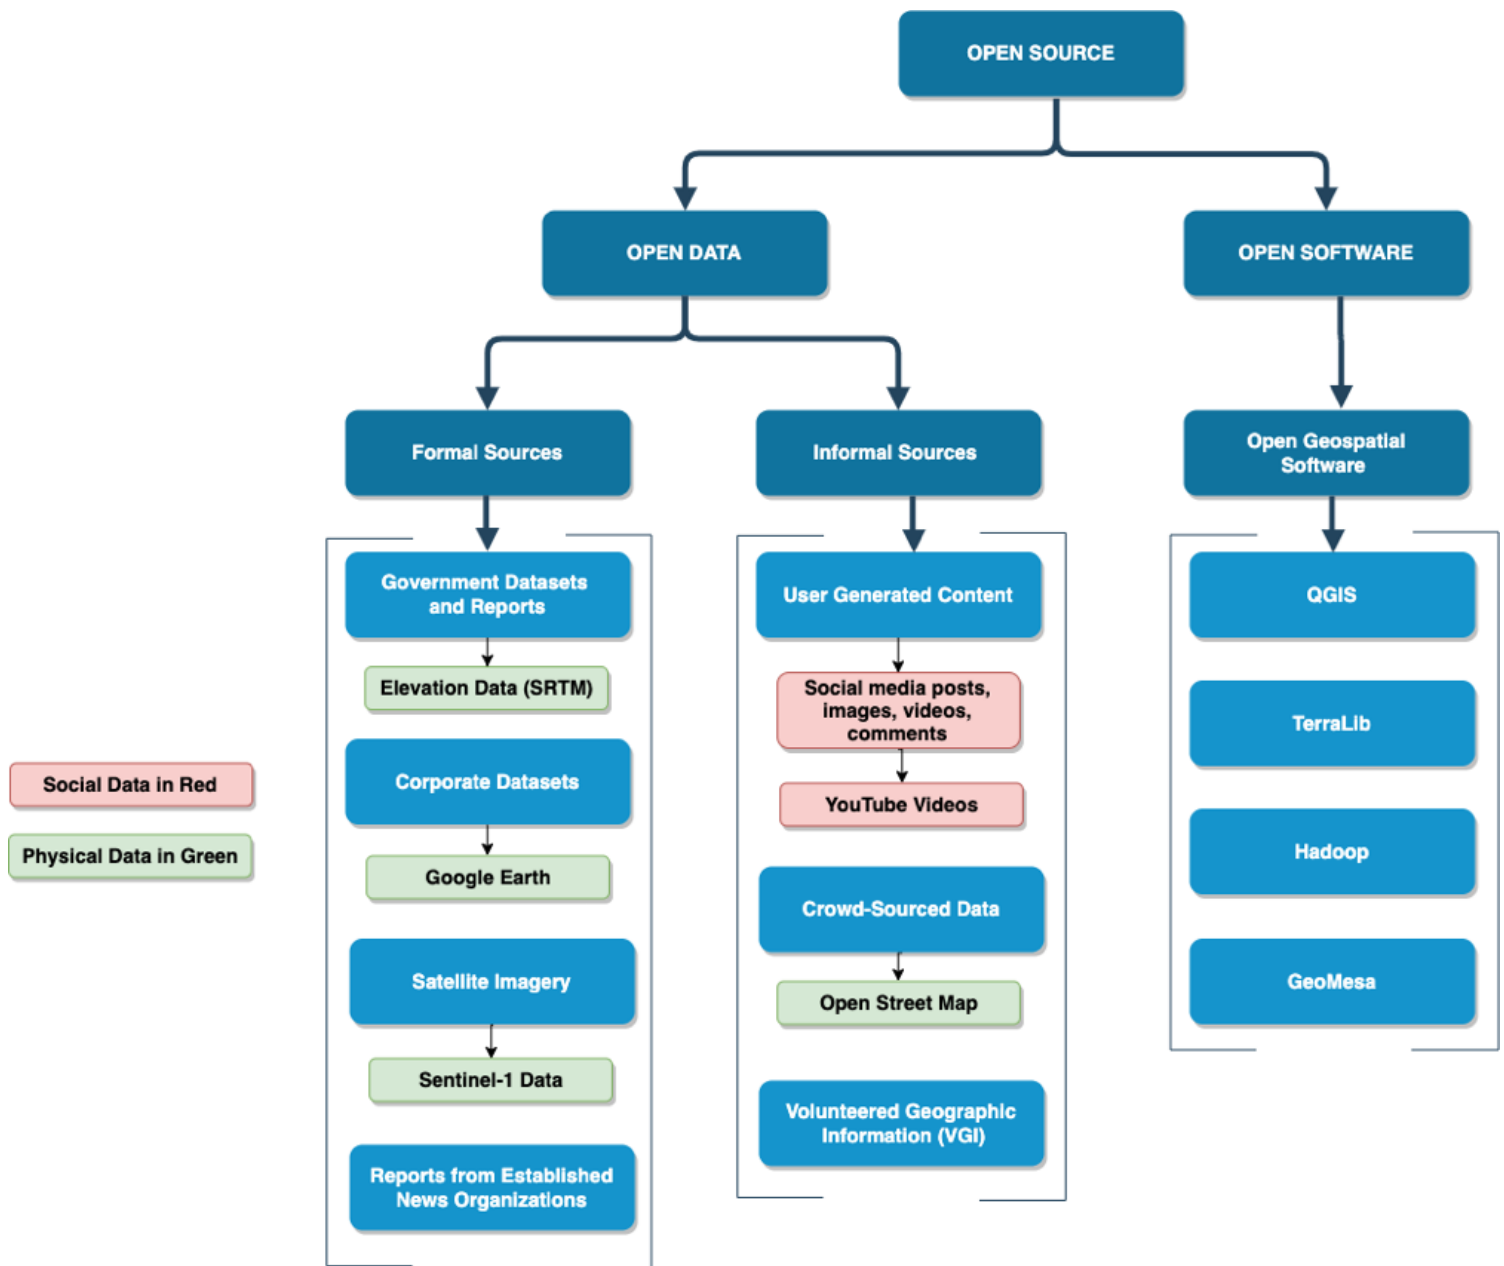 OPEN SOURCE
OPEN DATA
OPEN SOFTWARE
Formal Sources
Informal Sources
Open Geospatial
Software
Government Datasets
and Reports
Elevation Data (SRTM)
Corporate Datasets
Google Earth
Satellite Imagery
Sentinel-1 Data
Reports from Established
News Organizations
User Generated Content
Social media posts,
images, videos,
comments
YouTube Videos
Crowd-Sourced Data
Open Street Map
Volunteered Geographic
Information (VGI)
QGIS
TerraLib
Hadoop
GeoMesa
Social Data in Red
Physical Data in Green